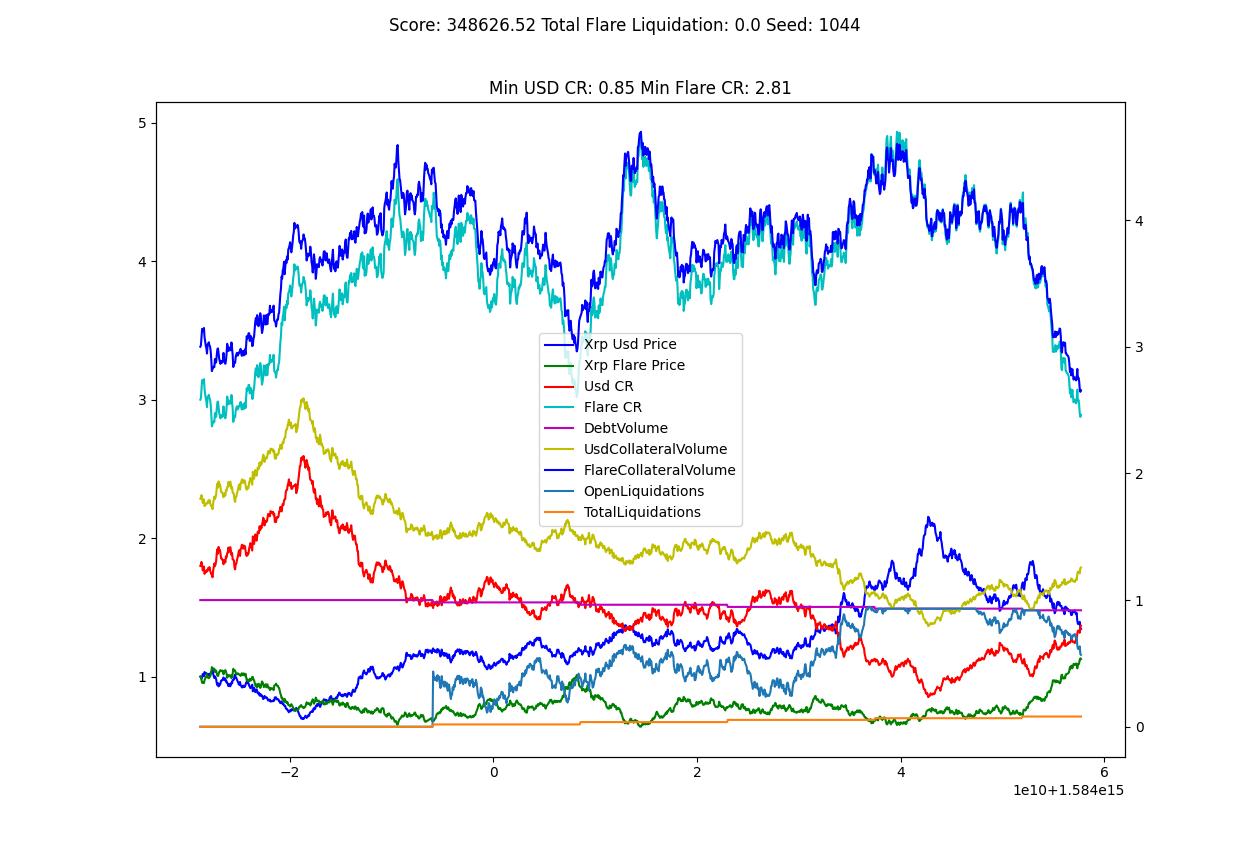 Score: 348626.52 Total Flare Liquidation: 0.0 Seed: 1044
Min USD CR: 0.85 Min Flare CR: 2.81
5
4
3
2
1
4
3
2
1
0
Xrp Usd Price
Xrp Flare Price
Usd CR
Flare CR
DebtVolume
UsdCollateralVolume
FlareCollateralVolume
OpenLiquidations
TotalLiquidations
−2 0 2 4 6
1e10+1.584e15